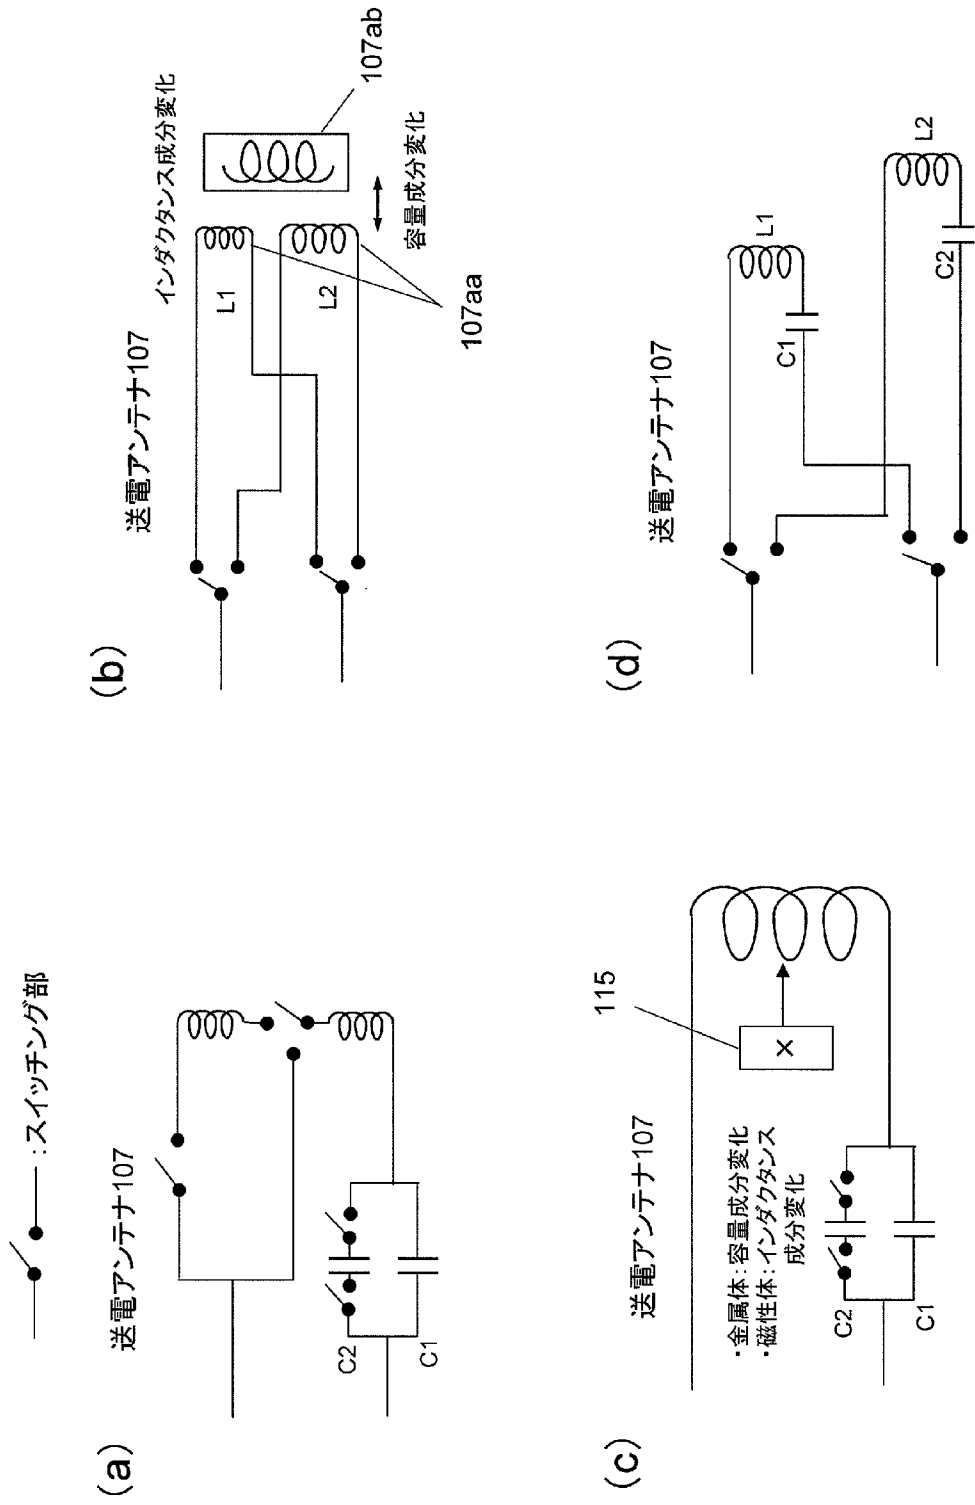 ：スイッチング部
(a)
送電アンテナ107
C2
C1
(b)
送電アンテナ107
インダクタンス成分変化
L1
L2
107aa
107ab
容量成分変化
(c)
送電アンテナ107
115
・金属体：容量成分変化
・磁性体：インダクタンス
成分変化
C2
C1
(d)
送電アンテナ107
L1
C1
L2
C2